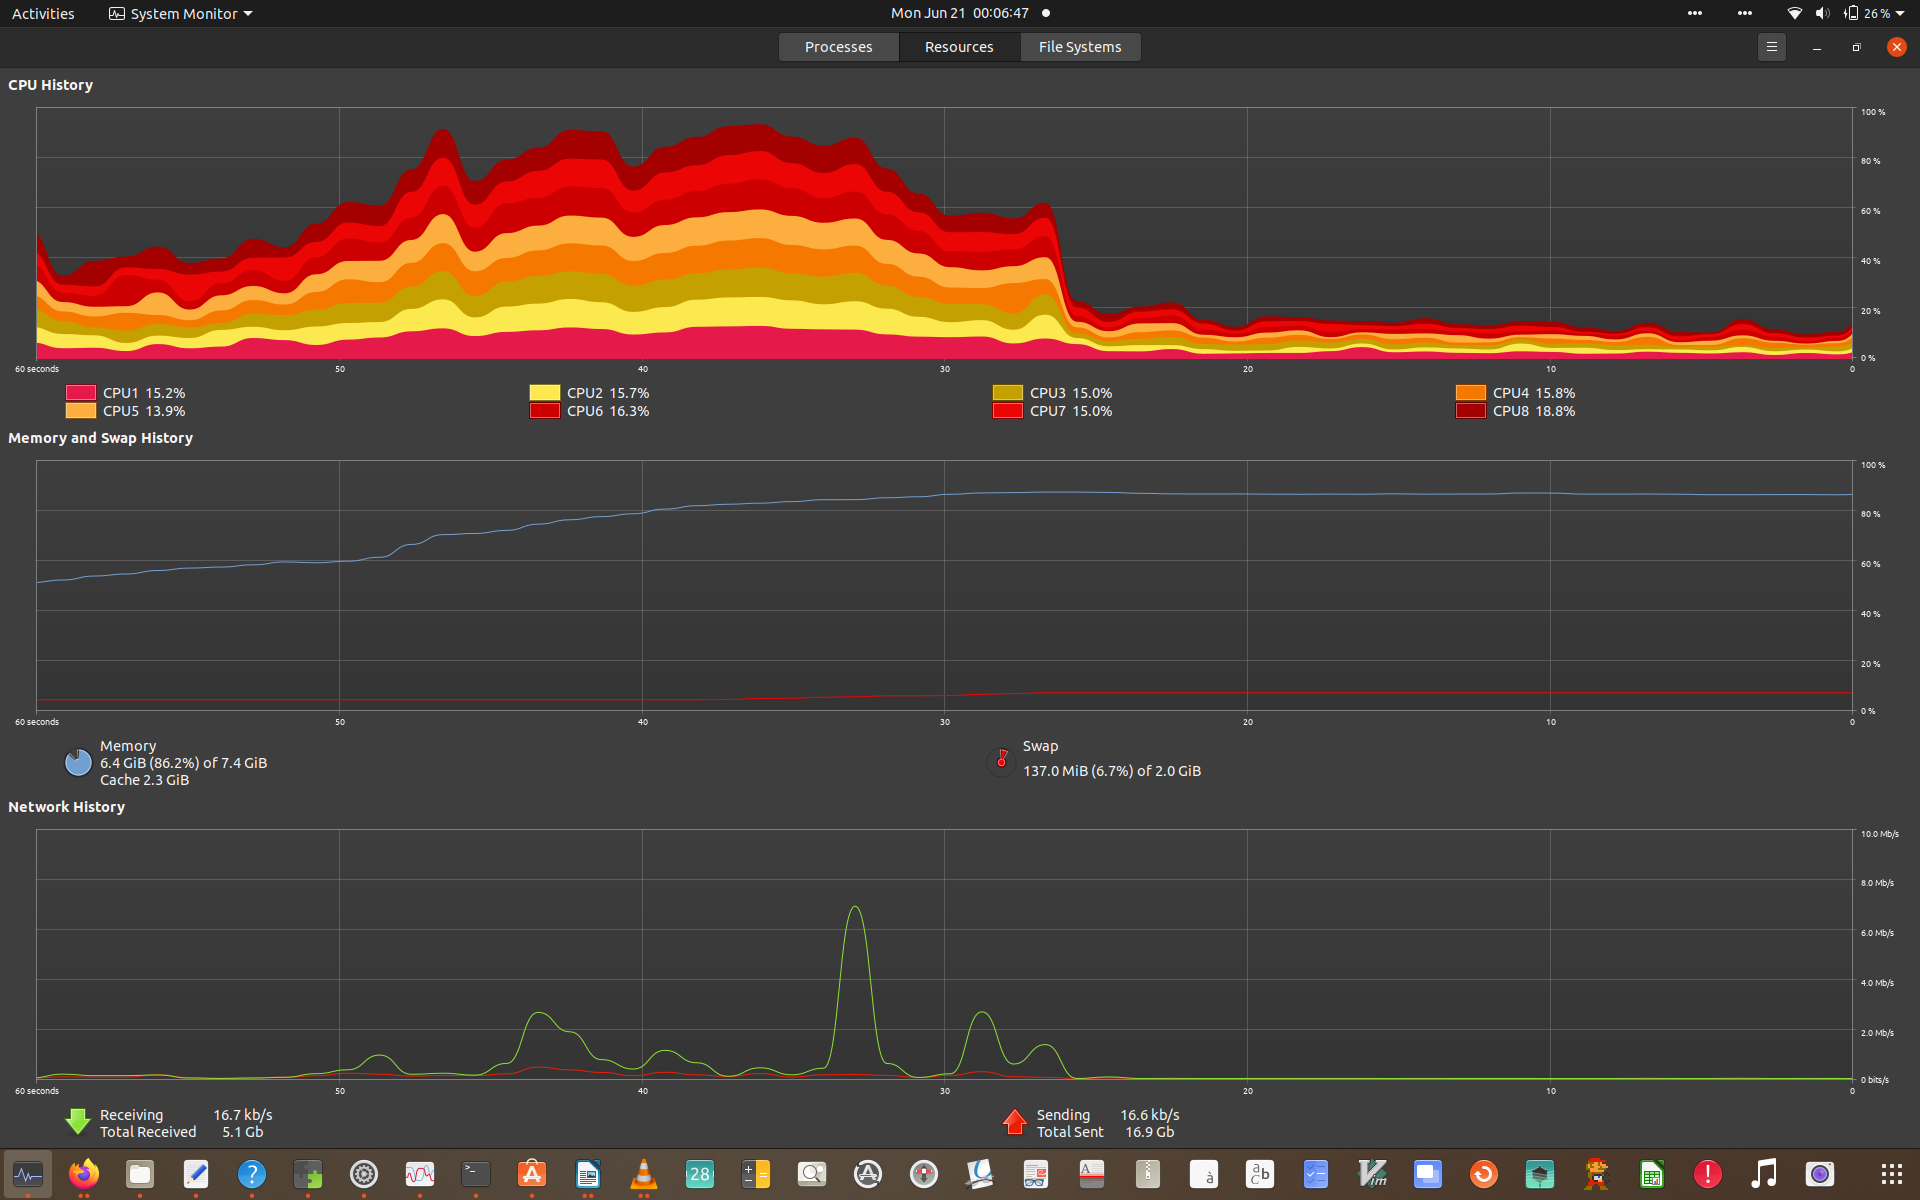 Activities
System Monitor
Mon Jun 21 00:06:47
26 %
Processes
Resources
File Systems
CPU History
100 %
80 %
60 %
40 %
20 %
0 %
60 seconds
50
40
30
20
10
0
CPU1 15.2%
CPU2 15.7%
CPU3 15.0%
CPU4 15.8%
CPU5 13.9%
CPU6 16.3%
CPU7 15.0%
CPU8 18.8%
Memory and Swap History
100 %
80 %
60 %
40 %
20 %
0 %
60 seconds
50
40
30
20
10
0
Memory
6.4 GiB (86.2%) of 7.4 GiB
Cache 2.3 GiB
Swap
137.0 MiB (6.7%) of 2.0 GiB
Network History
10.0 Mb/s
8.0 Mb/s
6.0 Mb/s
4.0 Mb/s
2.0 Mb/s
0 bits/s
60 seconds
50
40
30
20
10
0
Receiving 16.7 kb/s
Total Received 5.1 Gb
Sending 16.6 kb/s
Total Sent 16.9 Gb
28